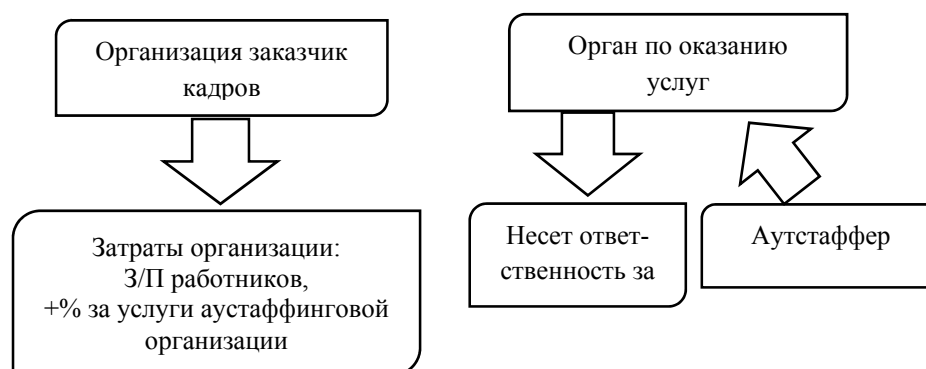 Организация заказчик
кадров
Орган по оказанию
услуг
Затраты организации:
З/П работников,
+% за услуги аустаффинговой
организации
Несет ответ-
ственность за
Аутстаффер